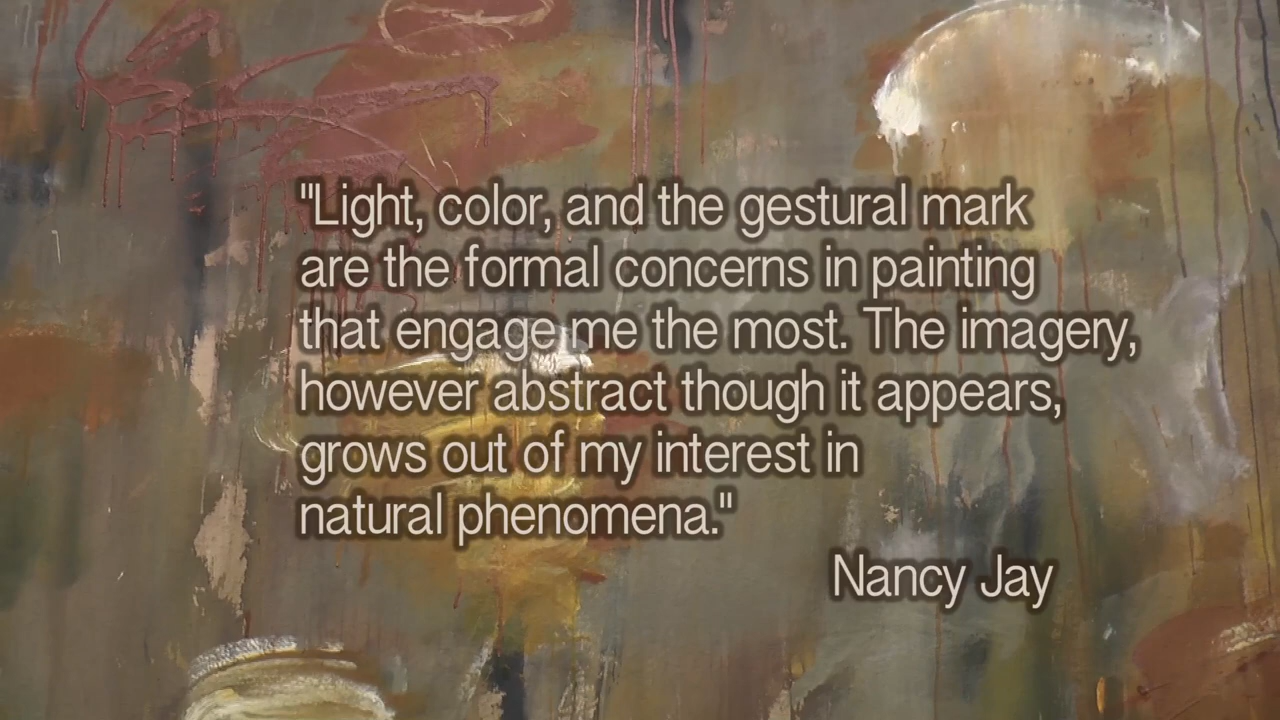 "Light, color, and the gestural mark
are the formal concerns in painting
that engage me the most. The imagery,
however abstract though it appears,
grows out of my interest in
natural phenomena."
Nancy Jay